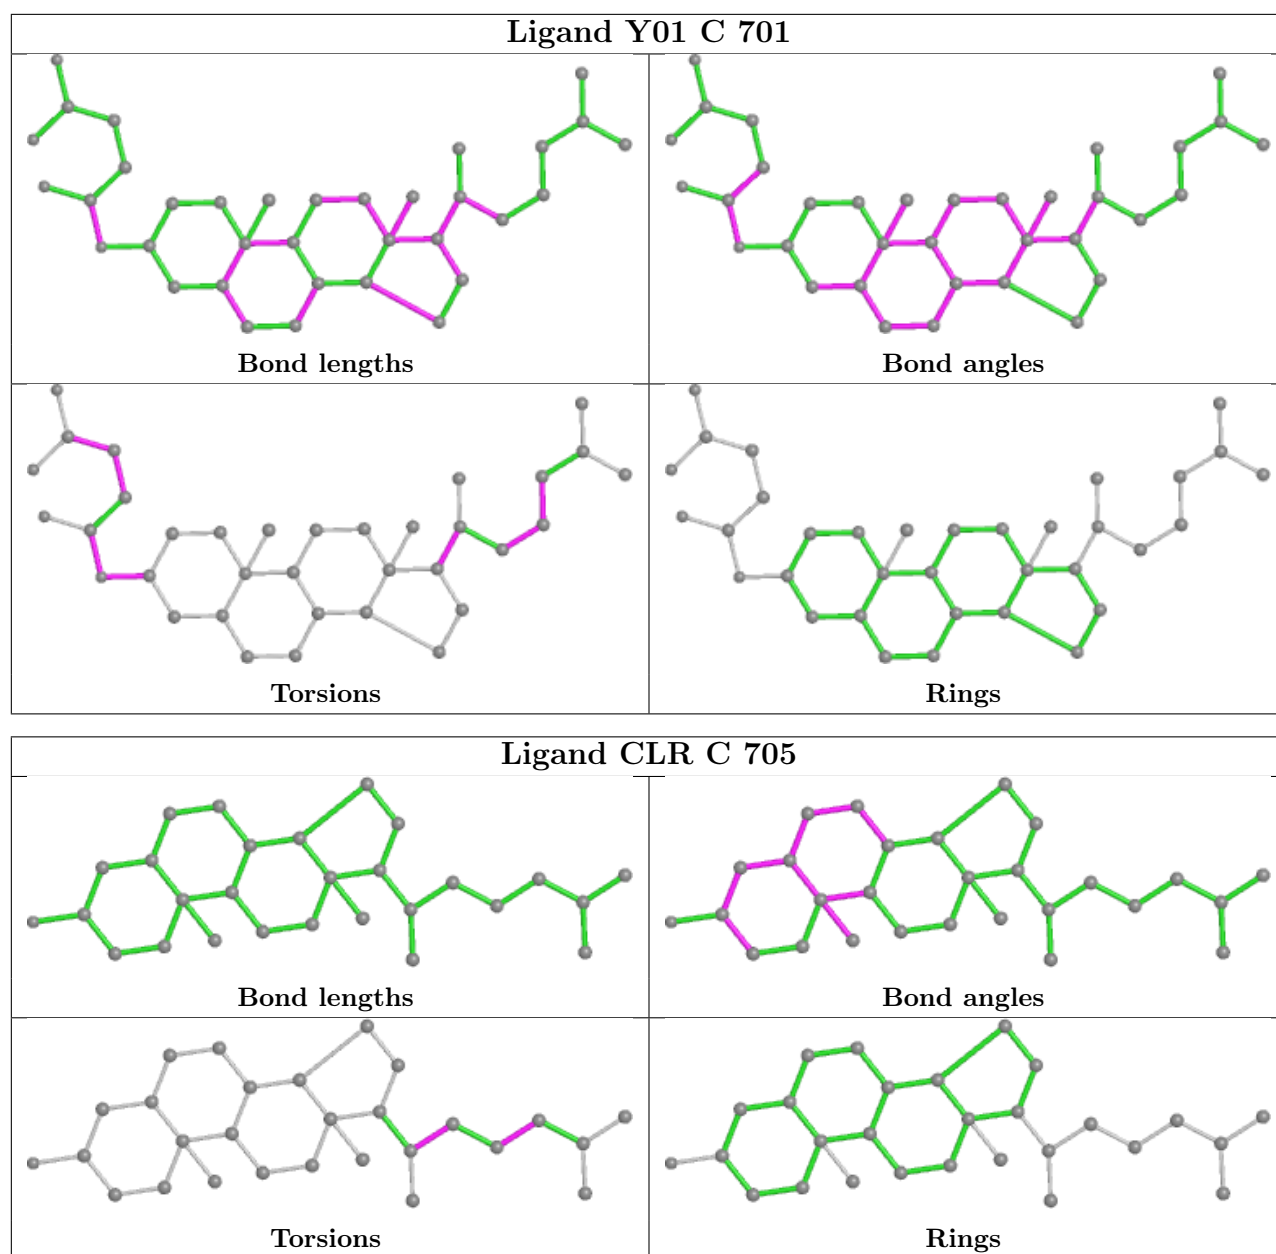 Ligand Y01 C 701
Bond lengths
Bond angles
Torsions
Rings
Ligand CLR C 705
Bond lengths
Bond angles
Torsions
Rings